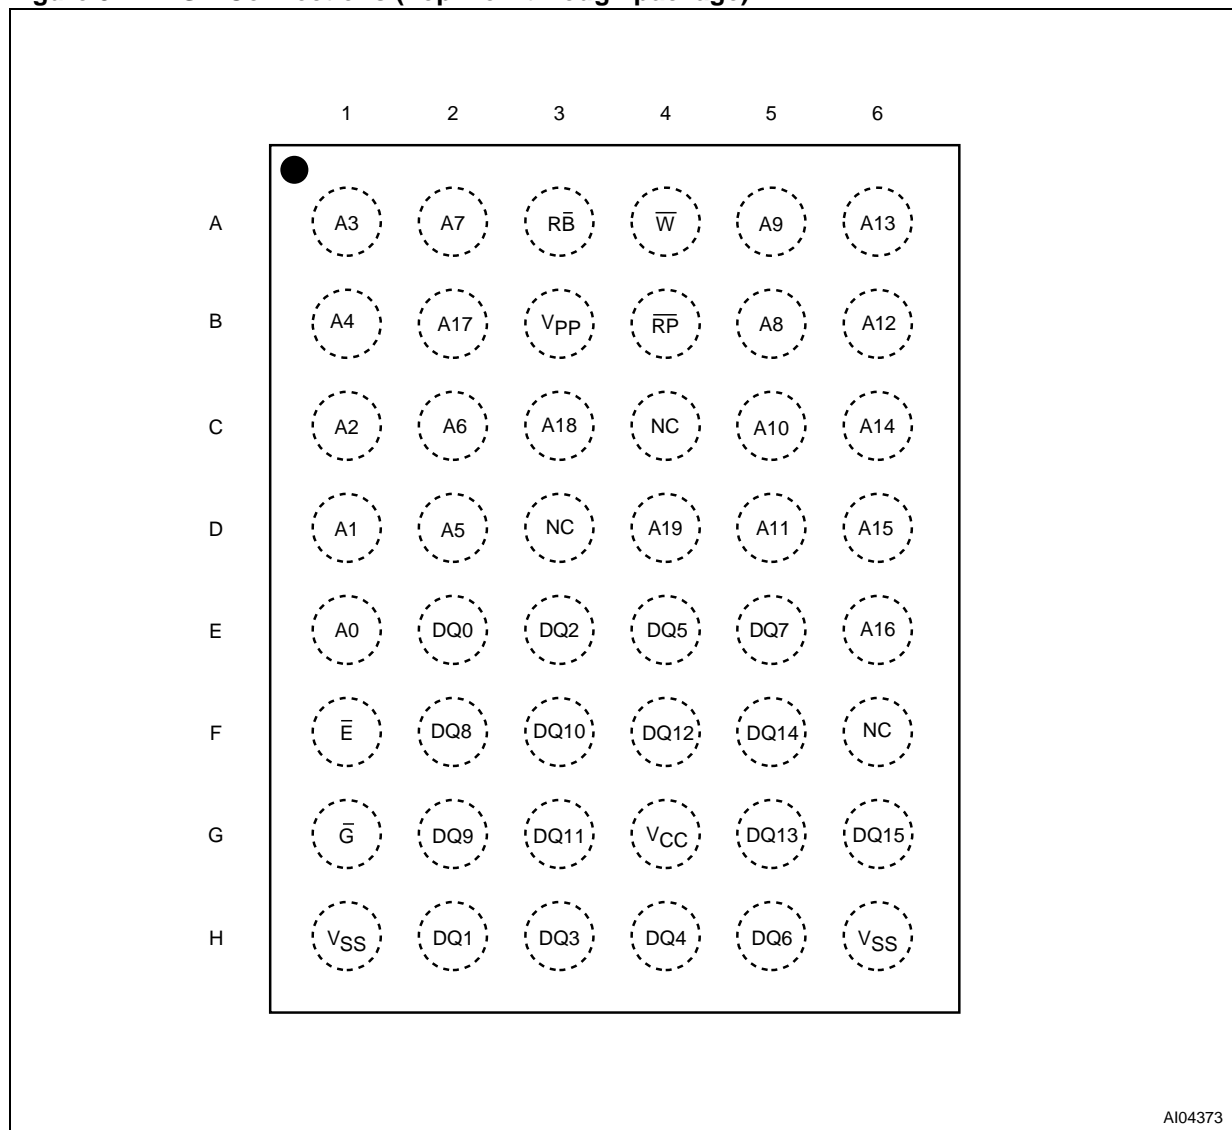 1 2 3 4 5 6
A A3 A7 RB̅ W̅ A9 A13
B A4 A17 VPP R̅P̅ A8 A12
C A2 A6 A18 NC A10 A14
D A1 A5 NC A19 A11 A15
E A0 DQ0 DQ2 DQ5 DQ7 A16
F E̅ DQ8 DQ10 DQ12 DQ14 NC
G G̅ DQ9 DQ11 VCC DQ13 DQ15
H VSS DQ1 DQ3 DQ4 DQ6 VSS
AI04373